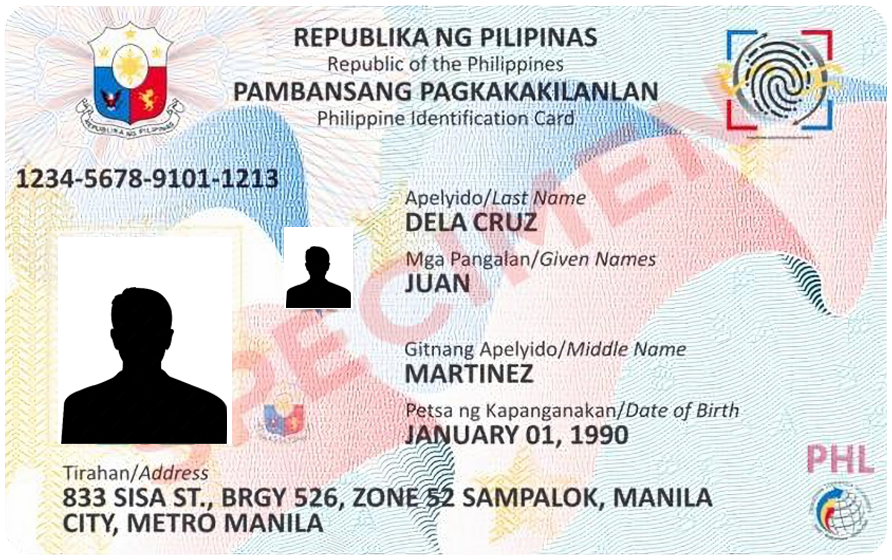 REPUBLIKA NG PILIPINAS
Republic of the Philippines
PAMBANSANG PAGKAKAKILANLAN
Philippine Identification Card
REPUBLIKA NG PILIPINAS
1234-5678-9101-1213
Apelyido/Last Name
DELA CRUZ
Mga Pangalan/Given Names
JUAN
Gitnang Apelyido/Middle Name
MARTINEZ
Petsa ng Kapanganakan/Date of Birth
JANUARY 01, 1990
SPECIMEN
PHL
Tirahan/Address
833 SISA ST., BRGY 526, ZONE 52 SAMPALOK, MANILA
CITY, METRO MANILA